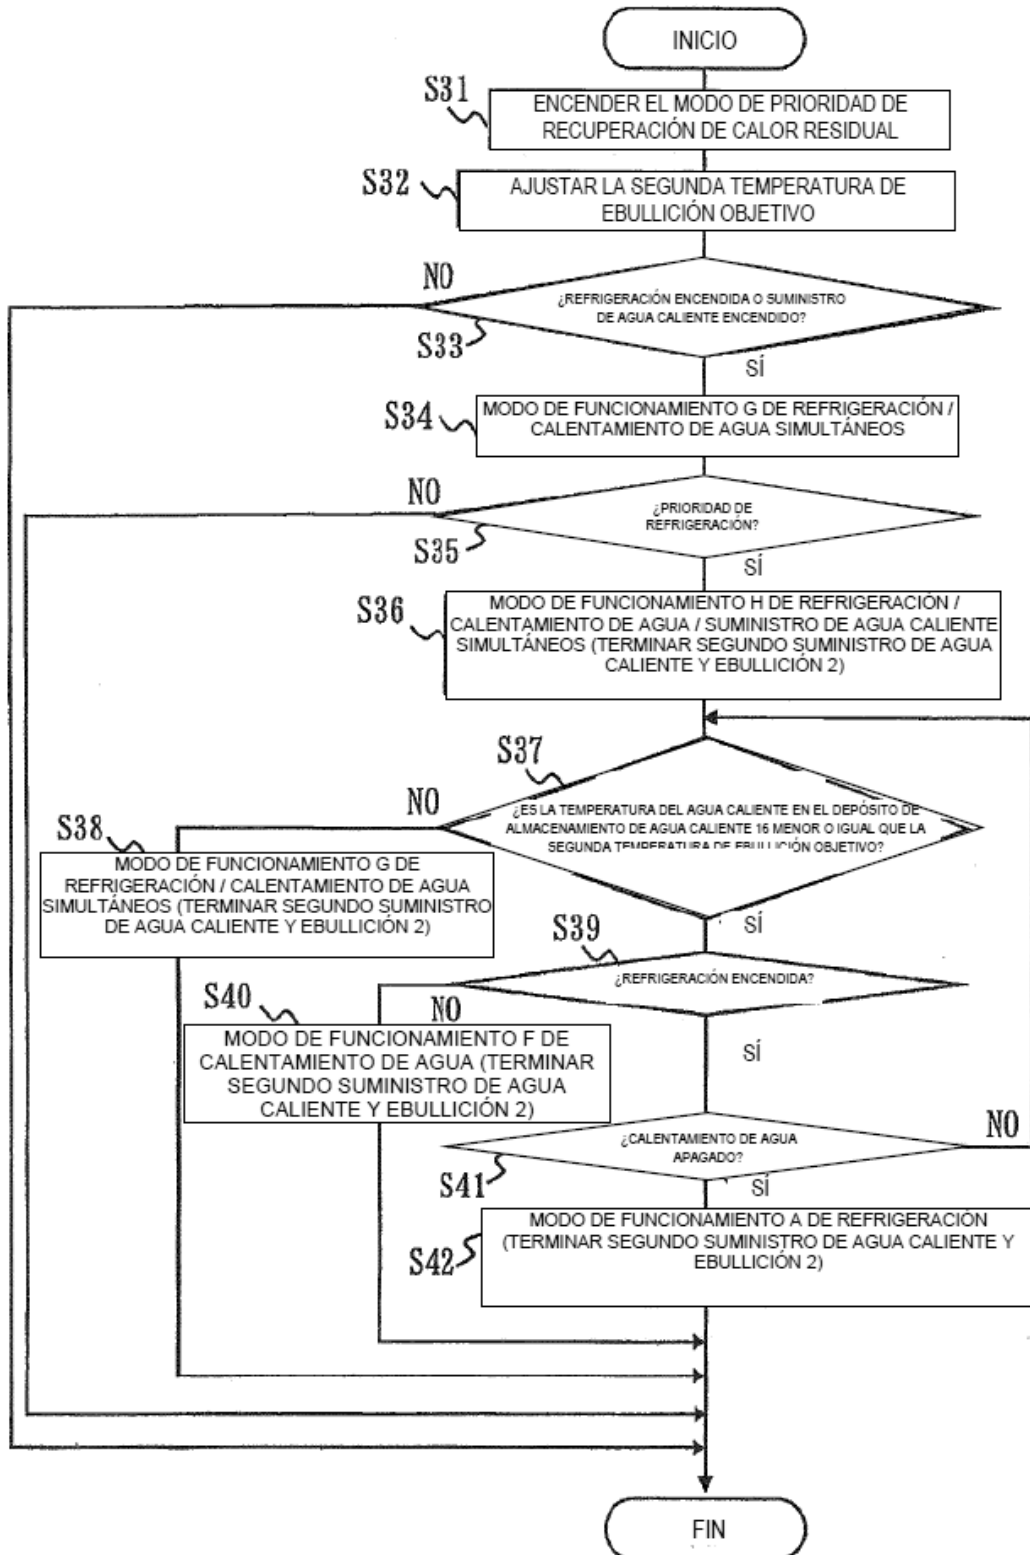 INICIO
S31
ENCENDER EL MODO DE PRIORIDAD DE
RECUPERACIÓN DE CALOR RESIDUAL
S32
AJUSTAR LA SEGUNDA TEMPERATURA DE
EBULLICIÓN OBJETIVO
NO
¿REFRIGERACIÓN ENCENDIDA O SUMINISTRO
DE AGUA CALIENTE ENCENDIDO?
S33
SÍ
S34
MODO DE FUNCIONAMIENTO G DE REFRIGERACIÓN /
CALENTAMIENTO DE AGUA SIMULTÁNEOS
NO
¿PRIORIDAD DE
REFRIGERACIÓN?
S35
SÍ
S36
MODO DE FUNCIONAMIENTO H DE REFRIGERACIÓN /
CALENTAMIENTO DE AGUA / SUMINISTRO DE AGUA CALIENTE
SIMULTÁNEOS (TERMINAR SEGUNDO SUMINISTRO DE AGUA
CALIENTE Y EBULLICIÓN 2)
S37
NO
¿ES LA TEMPERATURA DEL AGUA CALIENTE EN EL DEPÓSITO DE
ALMACENAMIENTO DE AGUA CALIENTE 16 MENOR O IGUAL QUE LA
SEGUNDA TEMPERATURA DE EBULLICIÓN OBJETIVO?
SÍ
S38
MODO DE FUNCIONAMIENTO G DE
REFRIGERACIÓN / CALENTAMIENTO DE AGUA
SIMULTÁNEOS (TERMINAR SEGUNDO SUMINISTRO
DE AGUA CALIENTE Y EBULLICIÓN 2)
S39
¿REFRIGERACIÓN ENCENDIDA?
NO
SÍ
S40
MODO DE FUNCIONAMIENTO F DE
CALENTAMIENTO DE AGUA (TERMINAR
SEGUNDO SUMINISTRO DE AGUA
CALIENTE Y EBULLICIÓN 2)
¿CALENTAMIENTO DE AGUA
APAGADO?
NO
S41
SÍ
S42
MODO DE FUNCIONAMIENTO A DE REFRIGERACIÓN
(TERMINAR SEGUNDO SUMINISTRO DE AGUA CALIENTE Y
EBULLICIÓN 2)
FIN